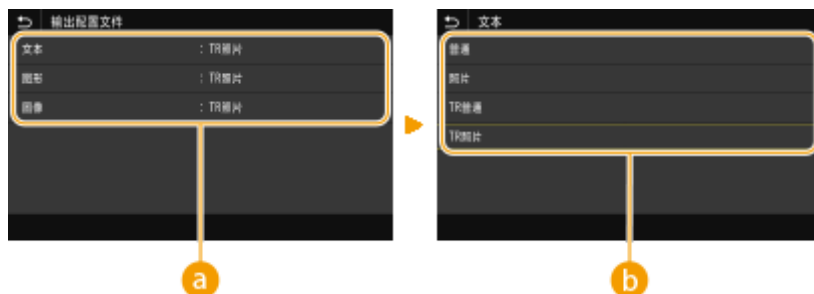 输出配置文件
文本 : TR照片
图形 : TR照片
图像 : TR照片
a
文本
普通
照片
TR普通
TR照片
b